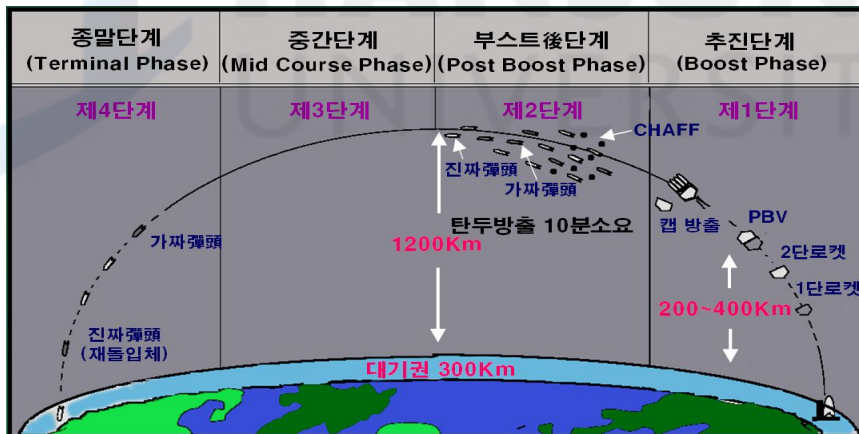 종말단계 중간단계 부스트後단계 추진단계
(Terminal Phase) (Mid Course Phase) (Post Boost Phase) (Boost Phase)
제4단계 제3단계 제2단계 제1단계
CHAFF
진짜彈頭
가짜彈頭
캡 방출
PBV
가짜彈頭
탄두방출 10분소요
1200Km
2단로켓
1단로켓
200~400Km
진짜彈頭
(재돌입체)
대기권 300Km